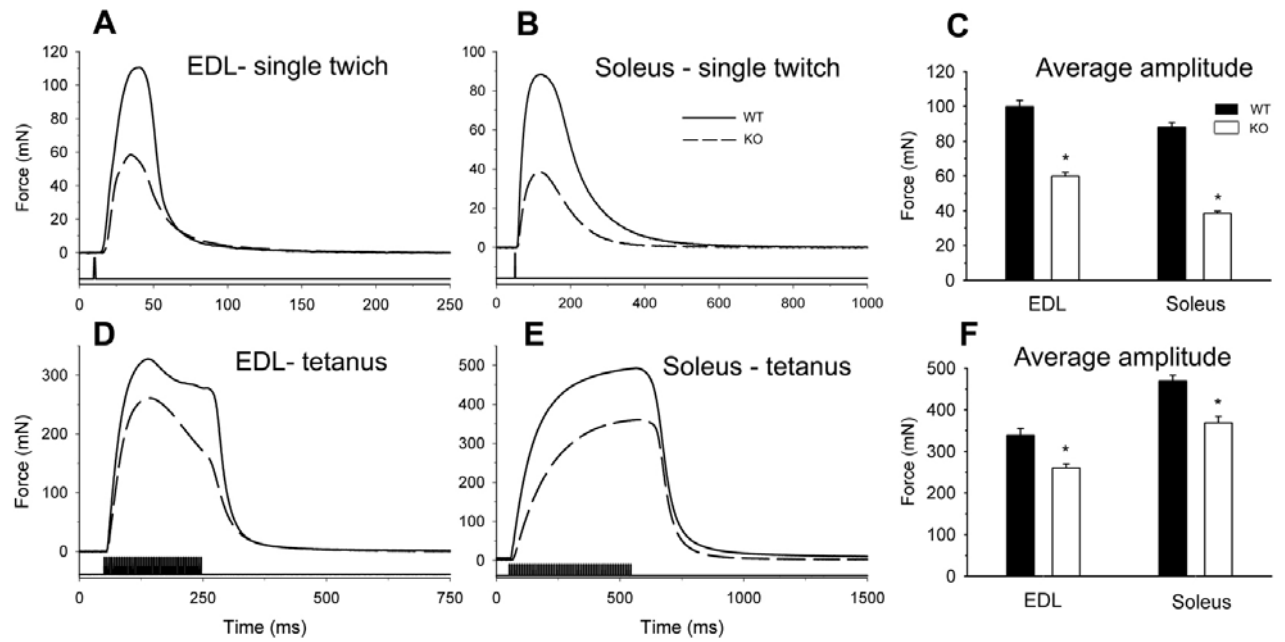 A
EDL- single twich
120
100
80
60
40
20
0
Force (mN)
0 50 100 150 200 250
B
Soleus - single twitch
100
80
60
40
20
0
WT
KO
0 200 400 600 800 1000
C
Average amplitude
120
100
80
60
40
20
0
Force (mN)
WT
KO
*
*
EDL Soleus
D
EDL- tetanus
300
200
100
0
Force (mN)
0 250 500 750
Time (ms)
E
Soleus - tetanus
500
400
300
200
100
0
0 500 1000 1500
Time (ms)
F
Average amplitude
500
400
300
200
100
0
Force (mN)
*
*
EDL Soleus